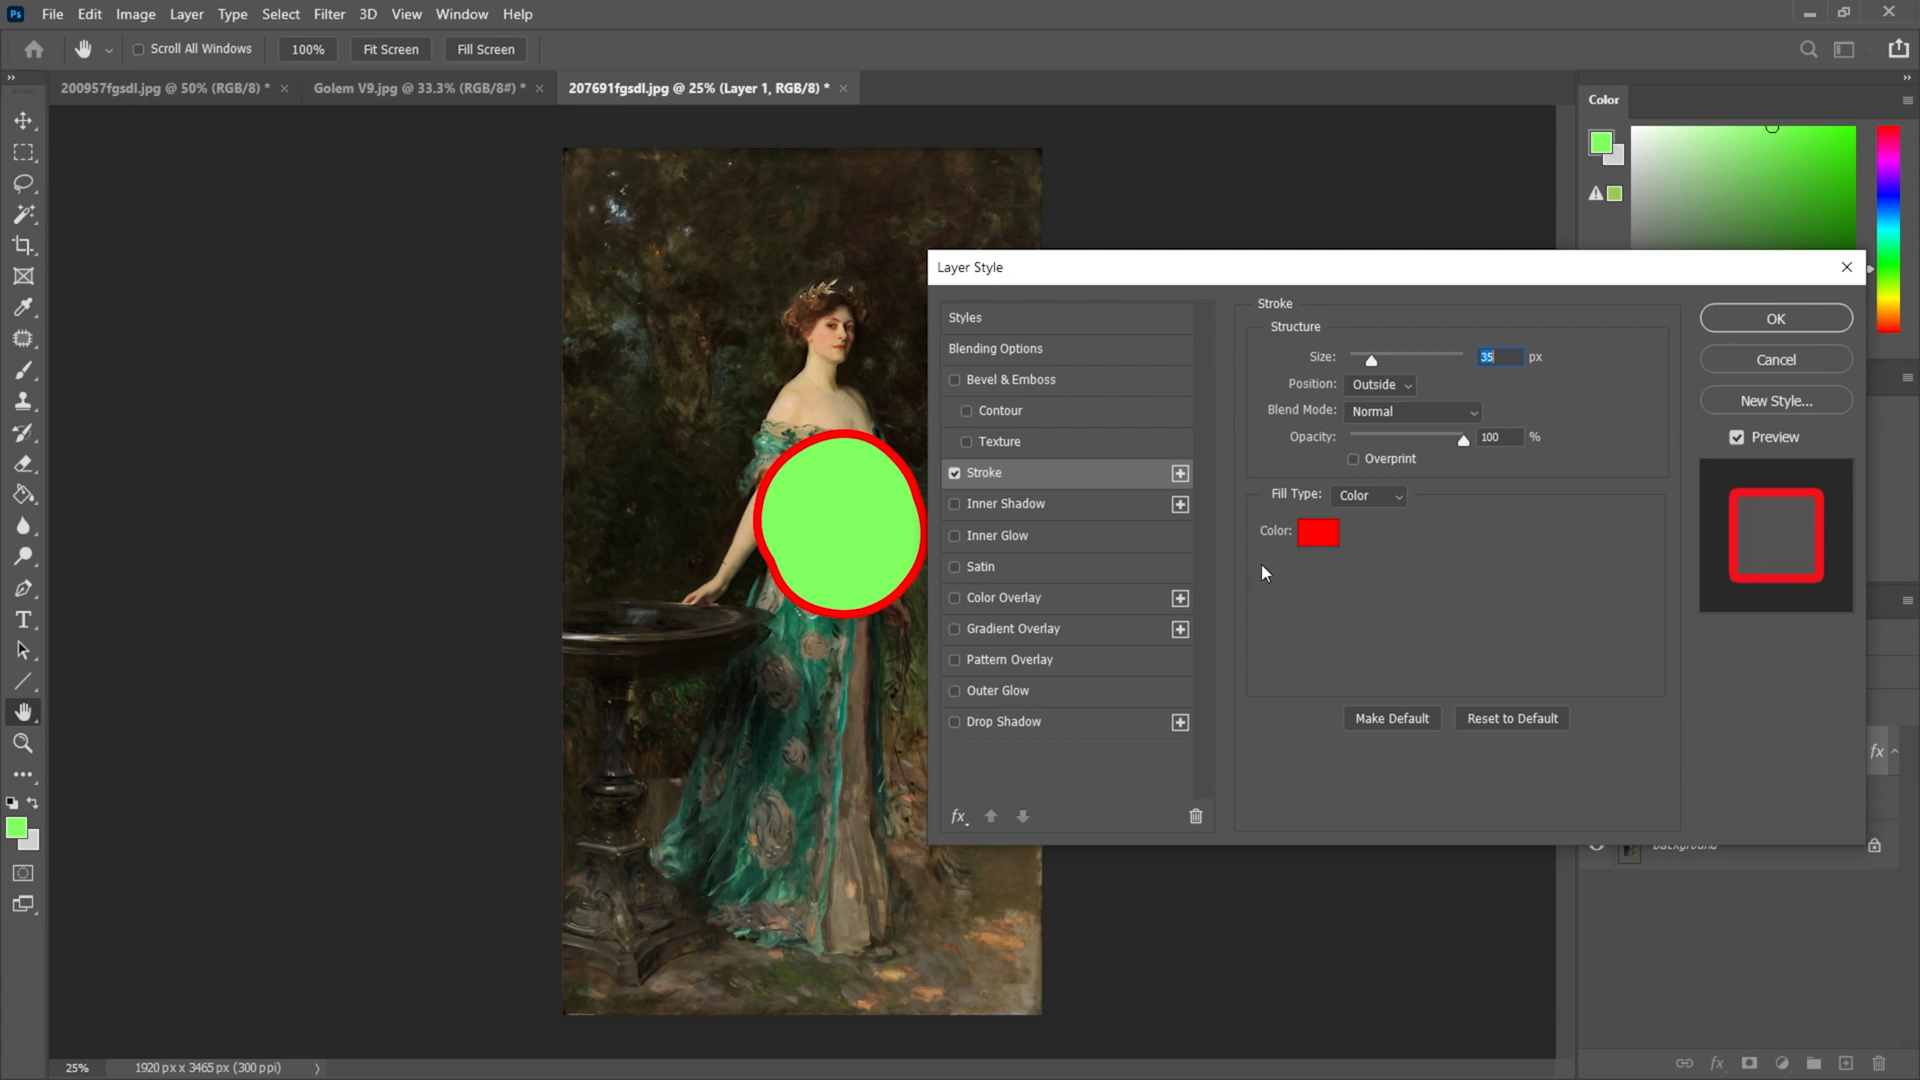 Ps File Edit Image Layer Type Select Filter 3D View Window Help
Scroll All Windows 100% Fit Screen Fill Screen
200957fgsdl.jpg @ 50% (RGB/8) * Golem V9.jpg @ 33.3% (RGB/8#) * 207691fgsdl.jpg @ 25% (Layer 1, RGB/8) *
Color
Layer Style
Styles
Blending Options
Bevel & Emboss
Contour
Texture
Stroke
Inner Shadow
Inner Glow
Satin
Color Overlay
Gradient Overlay
Pattern Overlay
Outer Glow
Drop Shadow
fx
Stroke
Structure
Size: 35 px
Position: Outside
Blend Mode: Normal
Opacity: 100 %
Overprint
Fill Type: Color
Color:
Make Default Reset to Default
OK
Cancel
New Style...
Preview
fx
Background
25% 1920 px x 3465 px (300 ppi)
fx